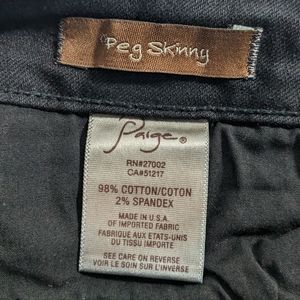 Peg Skinny
Paige®
RN#27002
CA#51217
98% COTTON/COTON
2% SPANDEX
MADE IN U.S.A.
OF IMPORTED FABRIC
FABRIQUE AUX ETATS-UNIS
DU TISSU IMPORTE
SEE CARE ON REVERSE
VOIR LE SOIN SUR L'INVERSE